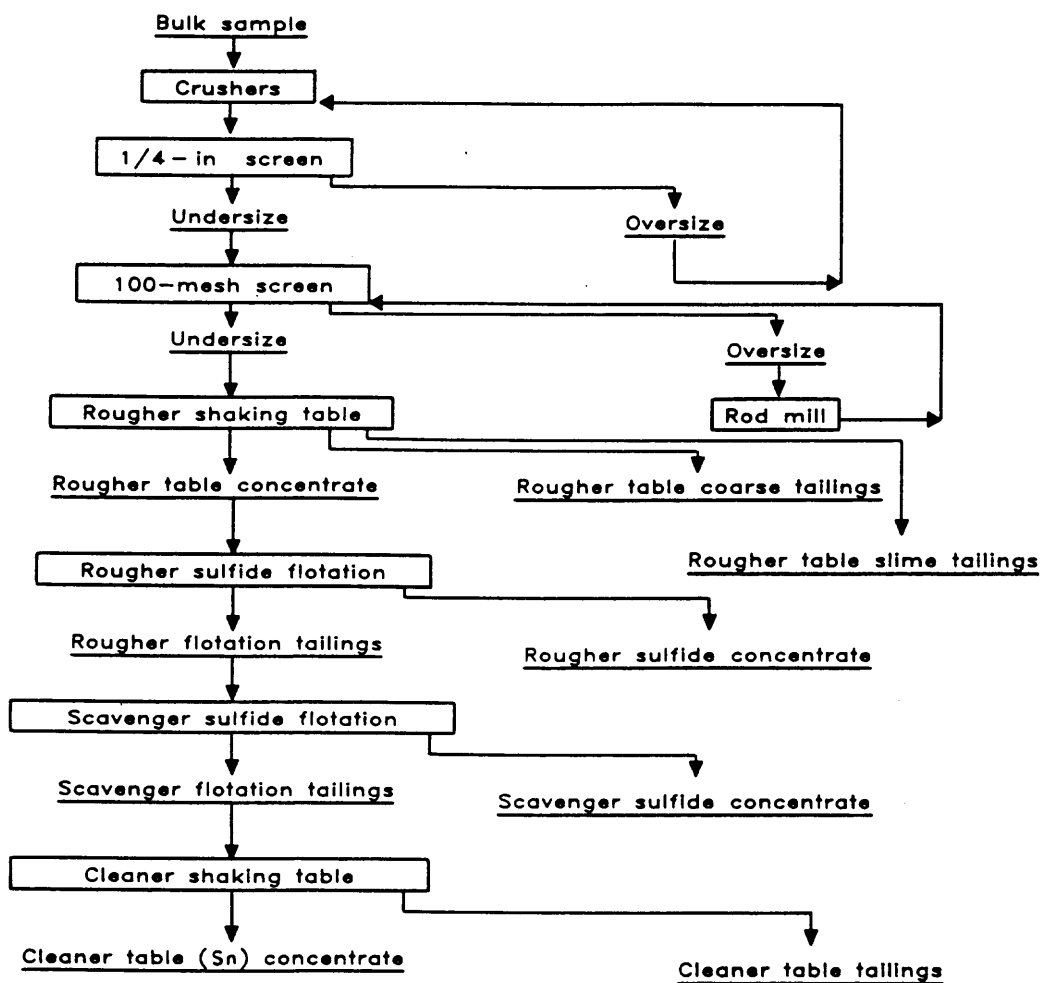 Bulk sample
Crushers
1/4-in screen
Undersize
Oversize
100-mesh screen
Undersize
Oversize
Rougher shaking table
Rod mill
Rougher table concentrate
Rougher table coarse tailings
Rougher table slime tailings
Rougher sulfide flotation
Rougher flotation tailings
Rougher sulfide concentrate
Scavenger sulfide flotation
Scavenger flotation tailings
Scavenger sulfide concentrate
Cleaner shaking table
Cleaner table (Sn) concentrate
Cleaner table tailings